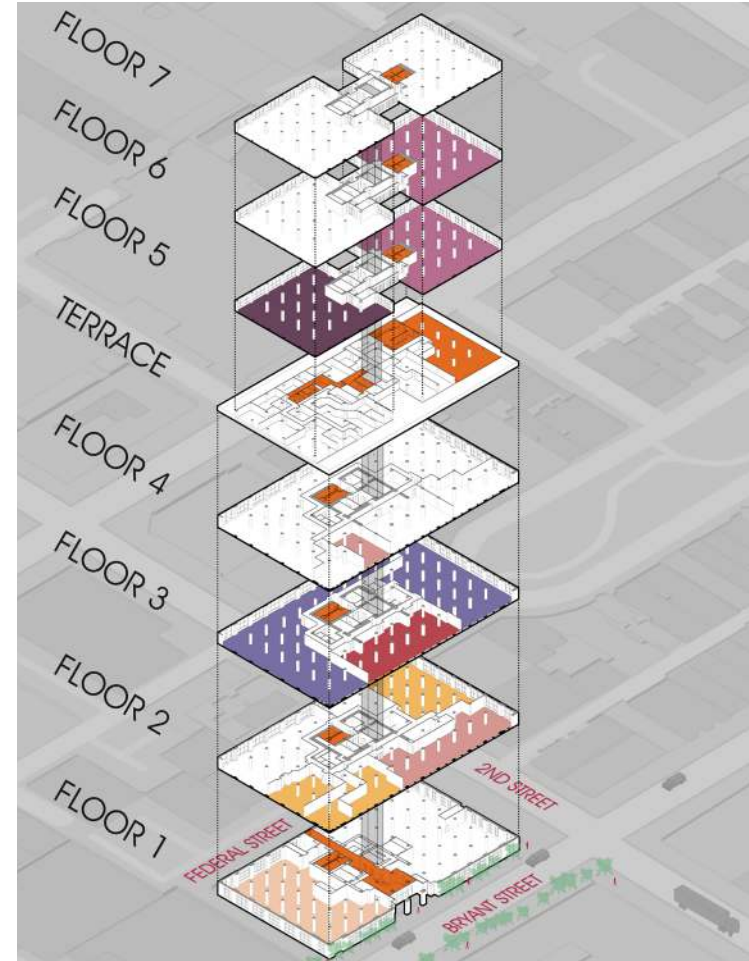 FLOOR 7
FLOOR 6
FLOOR 5
TERRACE
FLOOR 4
FLOOR 3
FLOOR 2
2ND STREET
FLOOR 1
FEDERAL STREET
BRYANT STREET